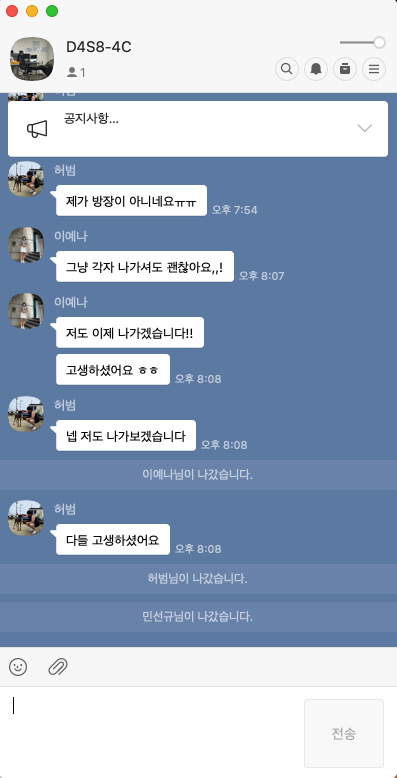 D4S8-4C
1
공지사항...
허범
제가 방장이 아니네요ㅠㅠ
오후 7:54
이예나
그냥 각자 나가셔도 괜찮아요,,!
오후 8:07
이예나
저도 이제 나가겠습니다!!
고생하셨어요 ㅎㅎ
오후 8:08
허범
넵 저도 나가보겠습니다
오후 8:08
이예나님이 나갔습니다.
허범
다들 고생하셨어요
오후 8:08
허범님이 나갔습니다.
민선규님이 나갔습니다.
전송